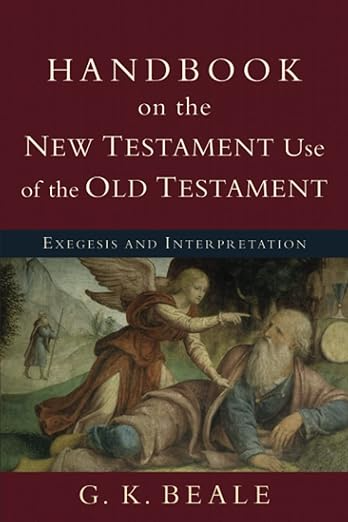 HANDBOOK
on the
NEW TESTAMENT USE
of the OLD TESTAMENT
EXEGESIS AND INTERPRETATION
G. K. BEALE